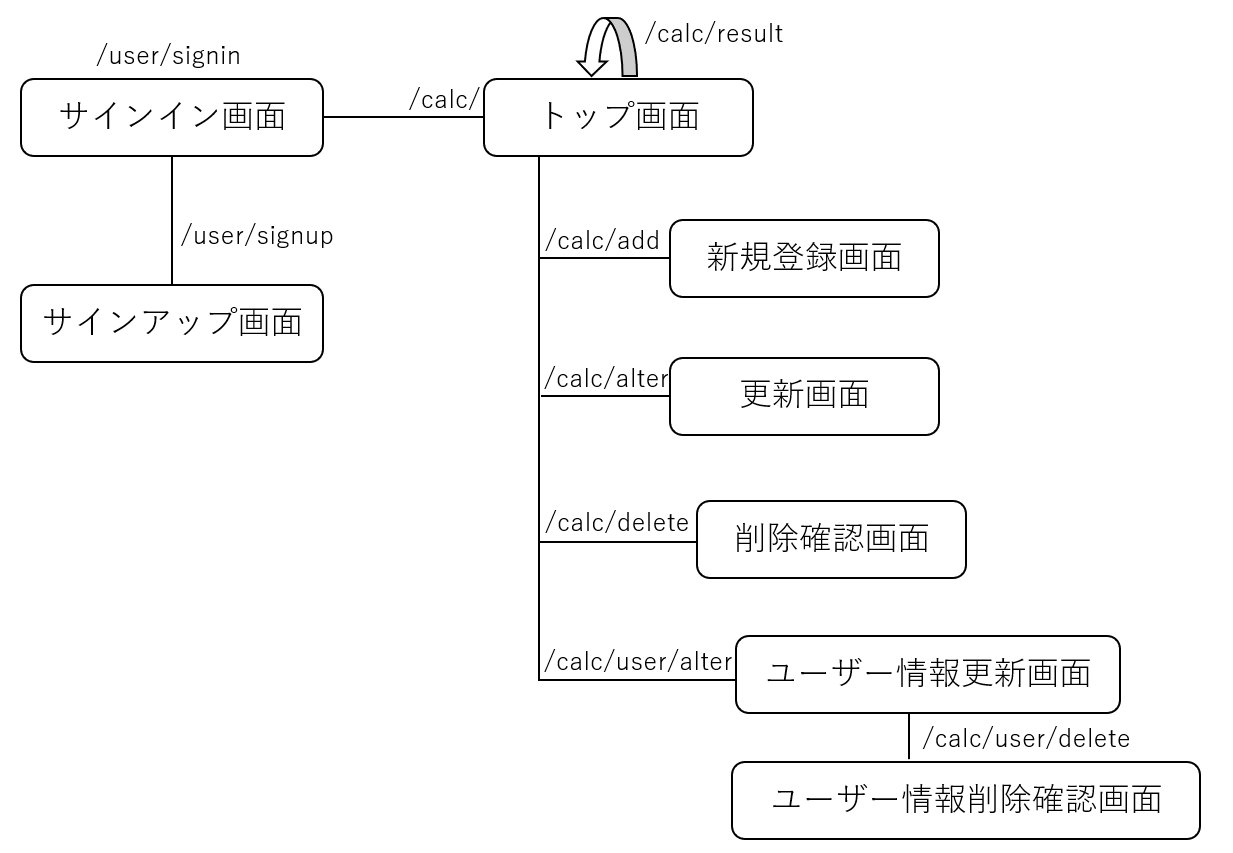 /calc/result
/user/signin
サインイン画面
/calc/
トップ画面
/user/signup
サインアップ画面
/calc/add
新規登録画面
/calc/alter
更新画面
/calc/delete
削除確認画面
/calc/user/alter
ユーザー情報更新画面
/calc/user/delete
ユーザー情報削除確認画面